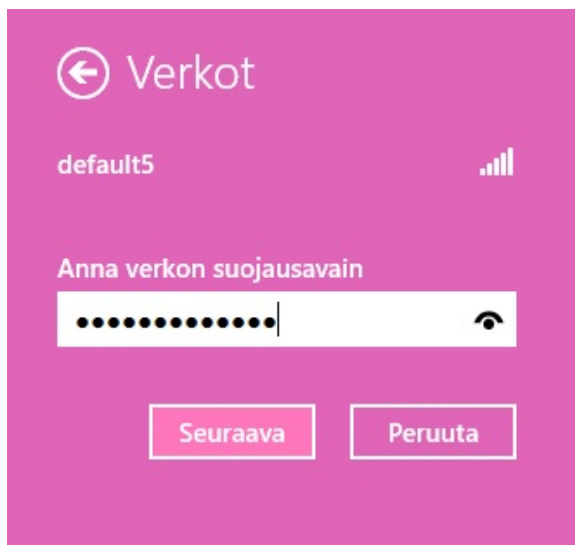 Verkot
default5
Anna verkon suojausavain
•••••••••••••
Seuraava Peruuta